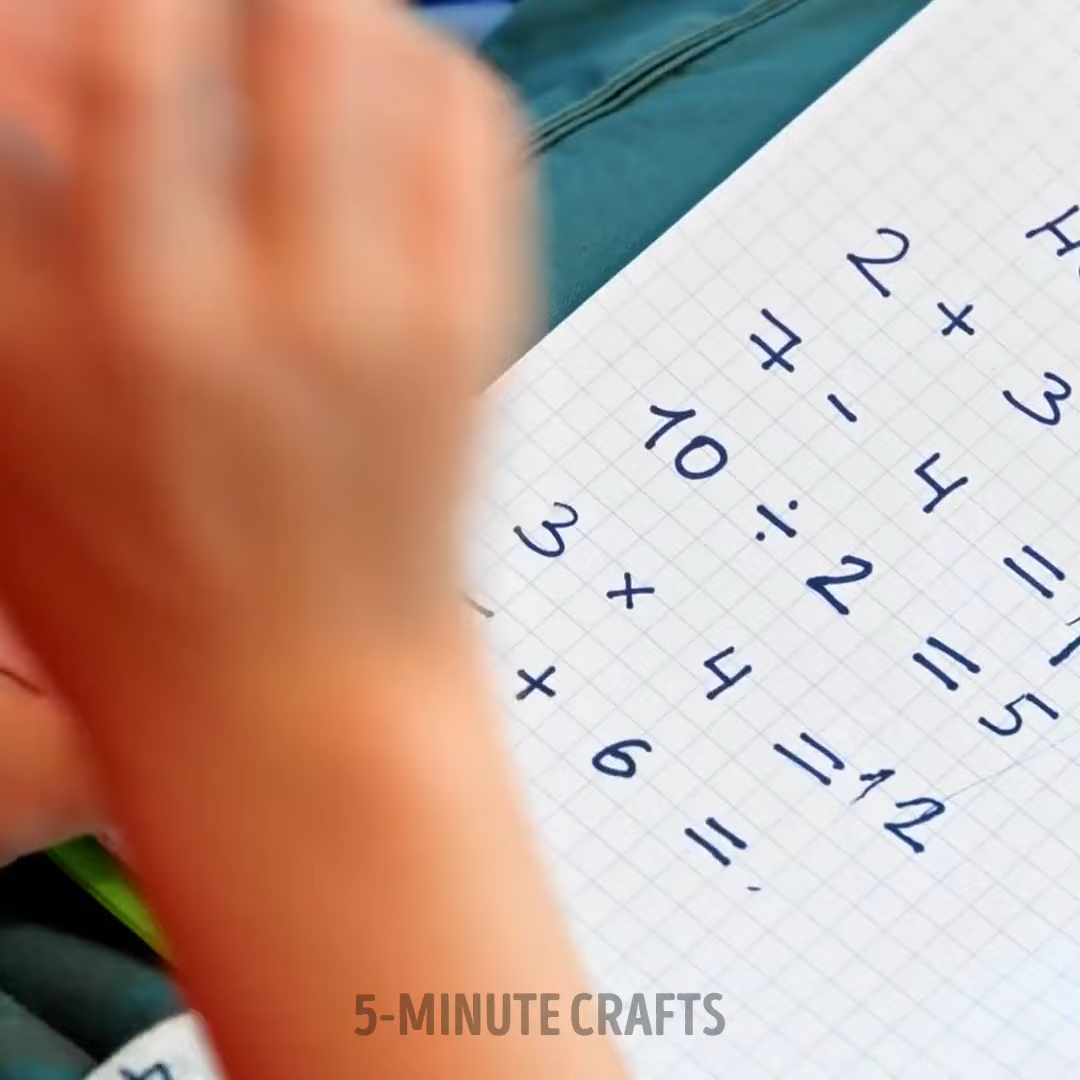 2 + 3
7 - 4 =
10 ÷ 2 = 5
3 × 4 = 12
× 6 =
5-MINUTE CRAFTS